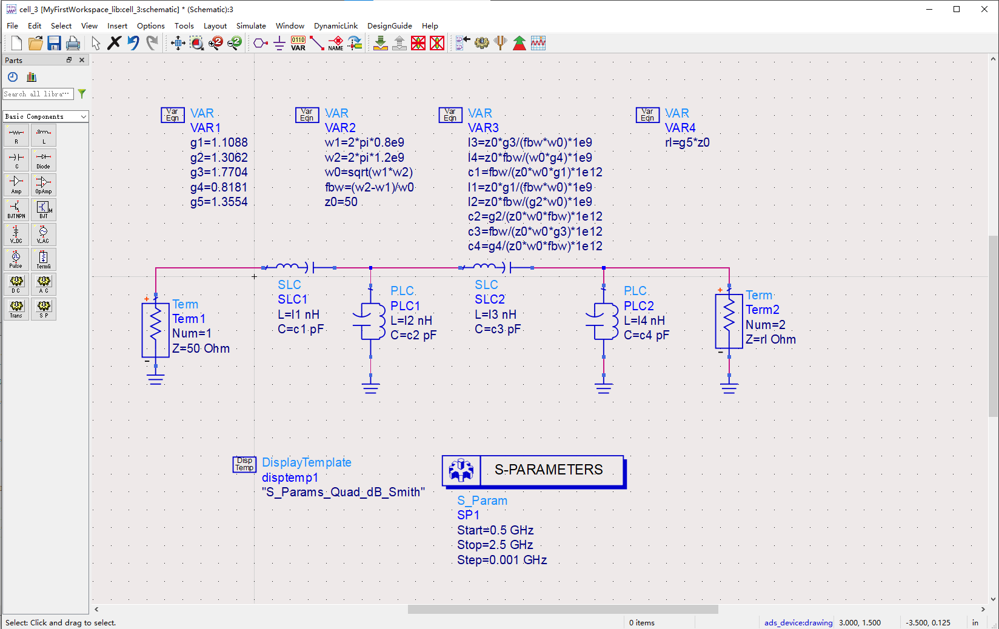 cell_3 [MyFirstWorkspace_lib:cell_3:schematic] * (Schematic):3
File Edit Select View Insert Options Tools Layout Simulate Window DynamicLink DesignGuide Help
0110 VAR
NAME
Parts
Search all libra···
Basic Components
R L
C Diode
Amp OpAmp
BJTNPN BJT
V_DC V_AC
Pulse TermG
DC AC
Trans SP
Var Eqn
VAR
VAR1
g1=1.1088
g2=1.3062
g3=1.7704
g4=0.8181
g5=1.3554
Var Eqn
VAR
VAR2
w1=2*pi*0.8e9
w2=2*pi*1.2e9
w0=sqrt(w1*w2)
fbw=(w2-w1)/w0
z0=50
Var Eqn
VAR
VAR3
l3=z0*g3/(fbw*w0)*1e9
l4=z0*fbw/(w0*g4)*1e9
c1=fbw/(z0*w0*g1)*1e12
l1=z0*g1/(fbw*w0)*1e9
l2=z0*fbw/(g2*w0)*1e9
c2=g2/(z0*w0*fbw)*1e12
c3=fbw/(z0*w0*g3)*1e12
c4=g4/(z0*w0*fbw)*1e12
Var Eqn
VAR
VAR4
rl=g5*z0
+
Term
Term1
Num=1
Z=50 Ohm
-
SLC
SLC1
L=l1 nH
C=c1 pF
PLC
PLC1
L=l2 nH
C=c2 pF
SLC
SLC2
L=l3 nH
C=c3 pF
PLC
PLC2
L=l4 nH
C=c4 pF
+
Term
Term2
Num=2
Z=rl Ohm
-
Disp Temp
DisplayTemplate
disptemp1
"S_Params_Quad_dB_Smith"
S-PARAMETERS
S_Param
SP1
Start=0.5 GHz
Stop=2.5 GHz
Step=0.001 GHz
Select: Click and drag to select.
0 items
ads_device:drawing
3.000, 1.500
-3.500, 0.125
in